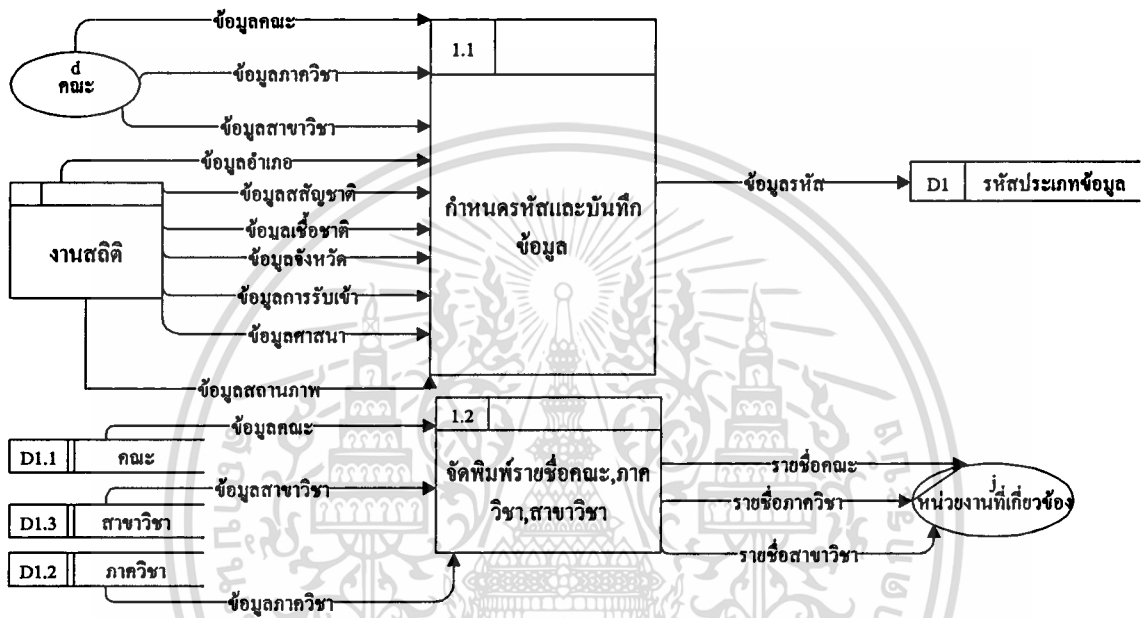 ข้อมูลคณะ
d
คณะ
ข้อมูลภาควิชา
ข้อมูลสาขาวิชา
1.1
กำหนดรหัสและบันทึก
ข้อมูล
ข้อมูลอำเภอ
งานสถิติ
ข้อมูลสสัญชาติ
ข้อมูลเชื้อชาติ
ข้อมูลจังหวัด
ข้อมูลการรับเข้า
ข้อมูลศาสนา
ข้อมูลสถานภาพ
ข้อมูลรหัส
D1 รหัสประเภทข้อมูล
D1.1 คณะ
ข้อมูลคณะ
D1.3 สาขาวิชา
ข้อมูลสาขาวิชา
D1.2 ภาควิชา
ข้อมูลภาควิชา
1.2
จัดพิมพ์รายชื่อคณะ,ภาค
วิชา,สาขาวิชา
รายชื่อคณะ
รายชื่อภาควิชา
รายชื่อสาขาวิชา
j
หน่วยงานที่เกี่ยวข้อง